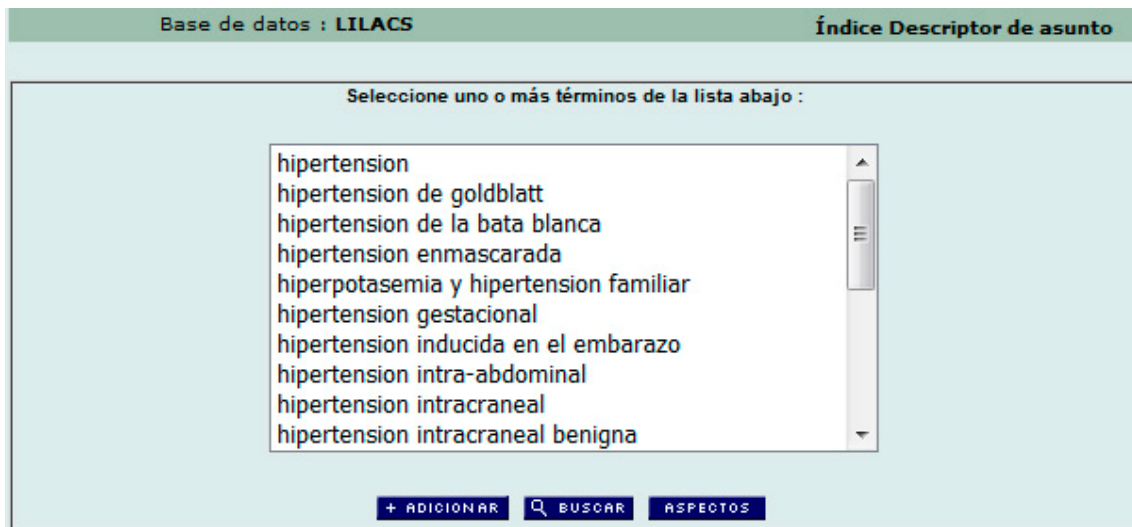 Base de datos : LILACS Índice Descriptor de asunto
Seleccione uno o más términos de la lista abajo :
hipertension
hipertension de goldblatt
hipertension de la bata blanca
hipertension enmascarada
hiperpotasemia y hipertension familiar
hipertension gestacional
hipertension inducida en el embarazo
hipertension intra-abdominal
hipertension intracraneal
hipertension intracraneal benigna
+ ADICIONAR BUSCAR ASPECTOS